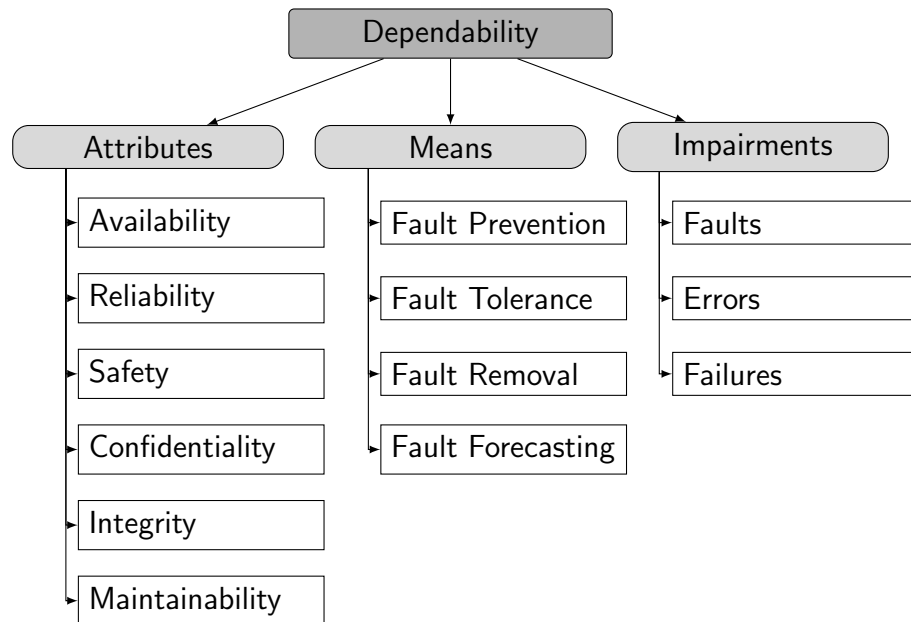 Dependability
Attributes
Availability
Reliability
Safety
Confidentiality
Integrity
Maintainability
Means
Fault Prevention
Fault Tolerance
Fault Removal
Fault Forecasting
Impairments
Faults
Errors
Failures